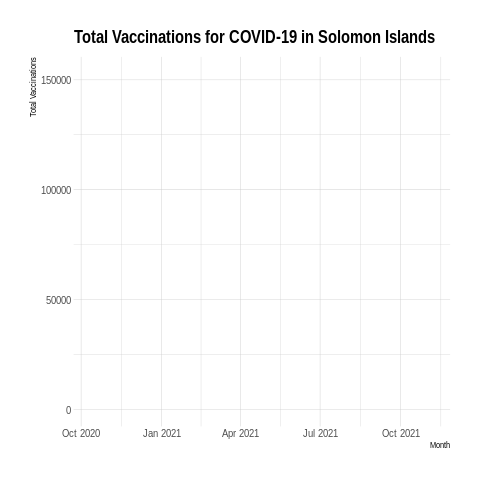 Total Vaccinations for COVID-19 in Solomon Islands
Total Vaccinations
150000
100000
50000
0
Oct 2020 Jan 2021 Apr 2021 Jul 2021 Oct 2021
Month